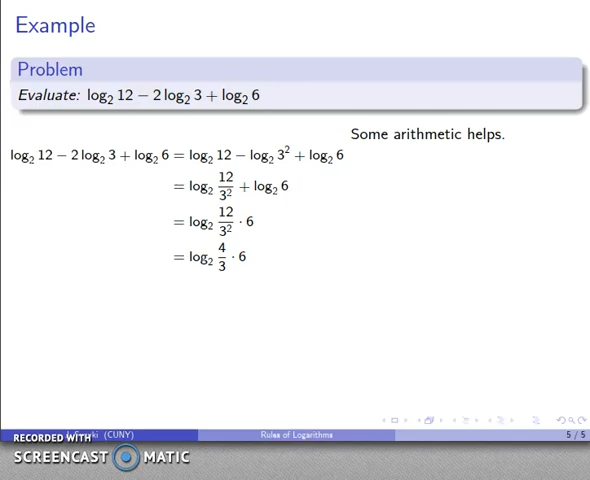 Example
Problem
Evaluate: log₂ 12 − 2 log₂ 3 + log₂ 6
Some arithmetic helps.
log₂ 12 − 2 log₂ 3 + log₂ 6 = log₂ 12 − log₂ 3² + log₂ 6
= log₂ 12/3² + log₂ 6
= log₂ 12/3² · 6
= log₂ 4/3 · 6
(CUNY) Rules of Logarithms 5 / 5
RECORDED WITH
SCREENCAST MATIC